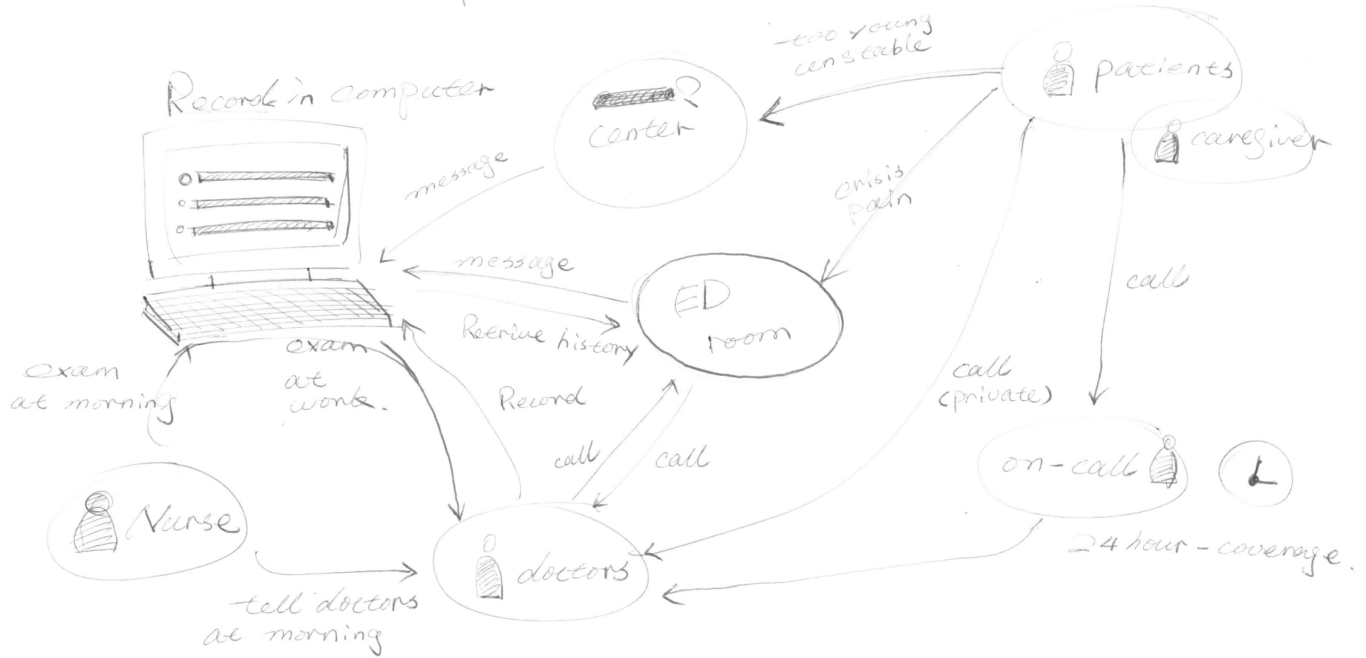 too young
unstable
patients
caregiver
Record in computer
center
message
crisis
pain
message
ED
room
call
Retrive history
exam
at morning
exam
at
work.
Record
call
(private)
call
call
on-call
Nurse
doctors
24 hour-coverage.
tell doctors
at morning